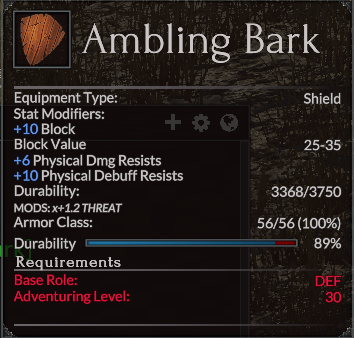 Ambling Bark
Equipment Type: Shield
Stat Modifiers:
+10 Block
Block Value 25-35
+6 Physical Dmg Resists
+10 Physical Debuff Resists
Durability: 3368/3750
MODS: x+1.2 THREAT
Armor Class: 56/56 (100%)
Durability 89%
Requirements
Base Role: DEF
Adventuring Level: 30